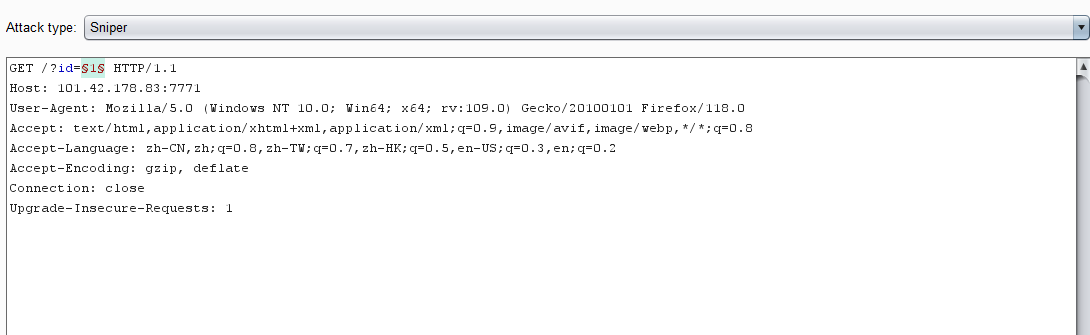 Attack type: Sniper
GET /?id=§1§ HTTP/1.1
Host: 101.42.178.83:7771
User-Agent: Mozilla/5.0 (Windows NT 10.0; Win64; x64; rv:109.0) Gecko/20100101 Firefox/118.0
Accept: text/html,application/xhtml+xml,application/xml;q=0.9,image/avif,image/webp,*/*;q=0.8
Accept-Language: zh-CN,zh;q=0.8,zh-TW;q=0.7,zh-HK;q=0.5,en-US;q=0.3,en;q=0.2
Accept-Encoding: gzip, deflate
Connection: close
Upgrade-Insecure-Requests: 1